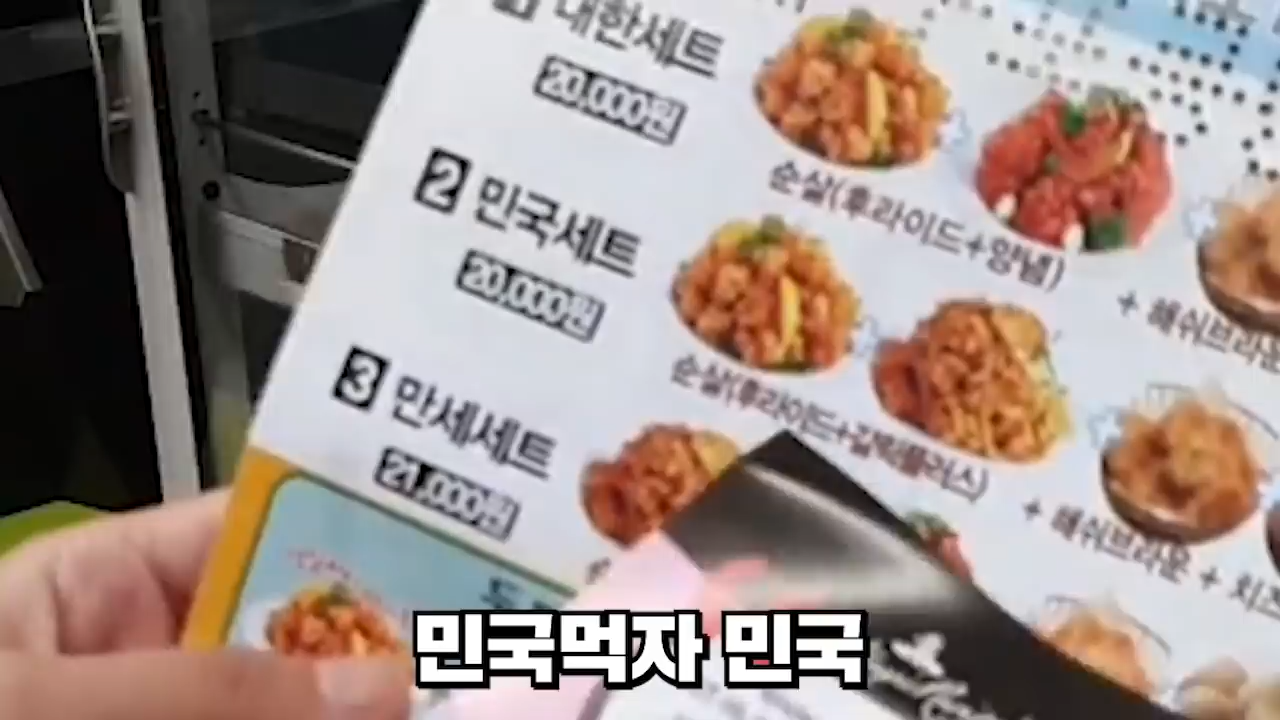 대한세트
20,000원
순살(후라이드+양념)
+ 해쉬브라운
2 민국세트
20,000원
순살(후라이드+갈릭플러스)
+ 해쉬브라운 + 치즈
3 만세세트
21,000원
민국먹자 민국